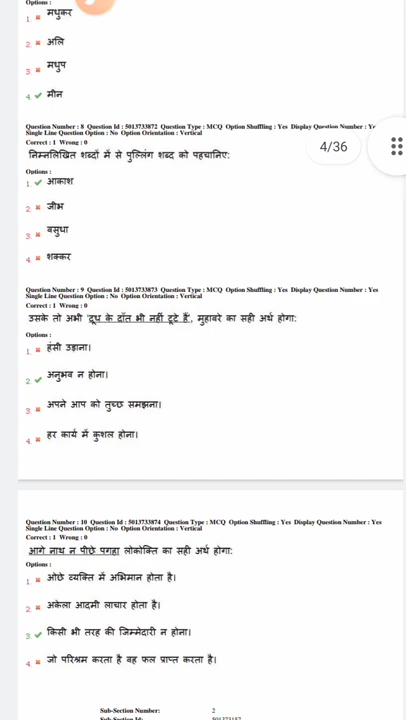 Options :
1. मधुकर
2. अलि
3. मधुप
4. मीन
Question Number : 8 Question Id : 5013733872 Question Type : MCQ Option Shuffling : Yes Display Question Number : Ye
Single Line Question Option : No Option Orientation : Vertical
Correct : 1 Wrong : 0
4/36
निम्नलिखित शब्दों में से पुल्लिंग शब्द को पहचानिए:
Options :
1. आकाश
2. जीभ
3. वसुधा
4. शक्कर
Question Number : 9 Question Id : 5013733873 Question Type : MCQ Option Shuffling : Yes Display Question Number : Yes
Single Line Question Option : No Option Orientation : Vertical
Correct : 1 Wrong : 0
उसके तो अभी 'दूध के दाँत भी नहीं टूटे हैं', मुहावरे का सही अर्थ होगा:
Options :
1. हंसी उड़ाना।
2. अनुभव न होना।
3. अपने आप को तुच्छ समझना।
4. हर कार्य में कुशल होना।
Question Number : 10 Question Id : 5013733874 Question Type : MCQ Option Shuffling : Yes Display Question Number : Yes
Single Line Question Option : No Option Orientation : Vertical
Correct : 1 Wrong : 0
आगे नाथ न पीछे पगहा लोकोक्ति का सही अर्थ होगा:
Options :
1. ओछे व्यक्ति में अभिमान होता है।
2. अकेला आदमी लाचार होता है।
3. किसी भी तरह की जिम्मेदारी न होना।
4. जो परिश्रम करता है वह फल प्राप्त करता है।
Sub-Section Number: 2
Sub-Section Id: 501373187